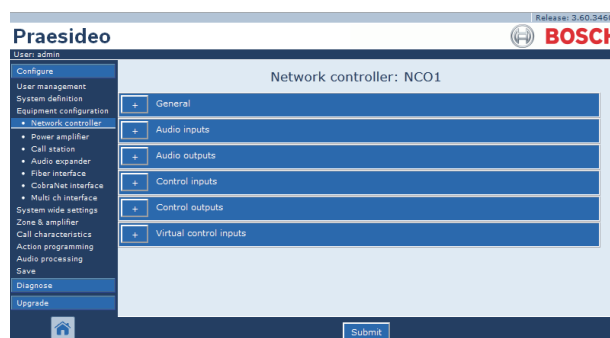 Release: 3.60.346
Praesideo
BOSCH
User: admin
Configure
User management
System definition
Equipment configuration
• Network controller
• Power amplifier
• Call station
• Audio expander
• Fiber interface
• CobraNet interface
• Multi ch interface
System wide settings
Zone & amplifier
Call characteristics
Action programming
Audio processing
Save
Diagnose
Upgrade
Network controller: NCO1
+ General
+ Audio inputs
+ Audio outputs
+ Control inputs
+ Control outputs
+ Virtual control inputs
Submit